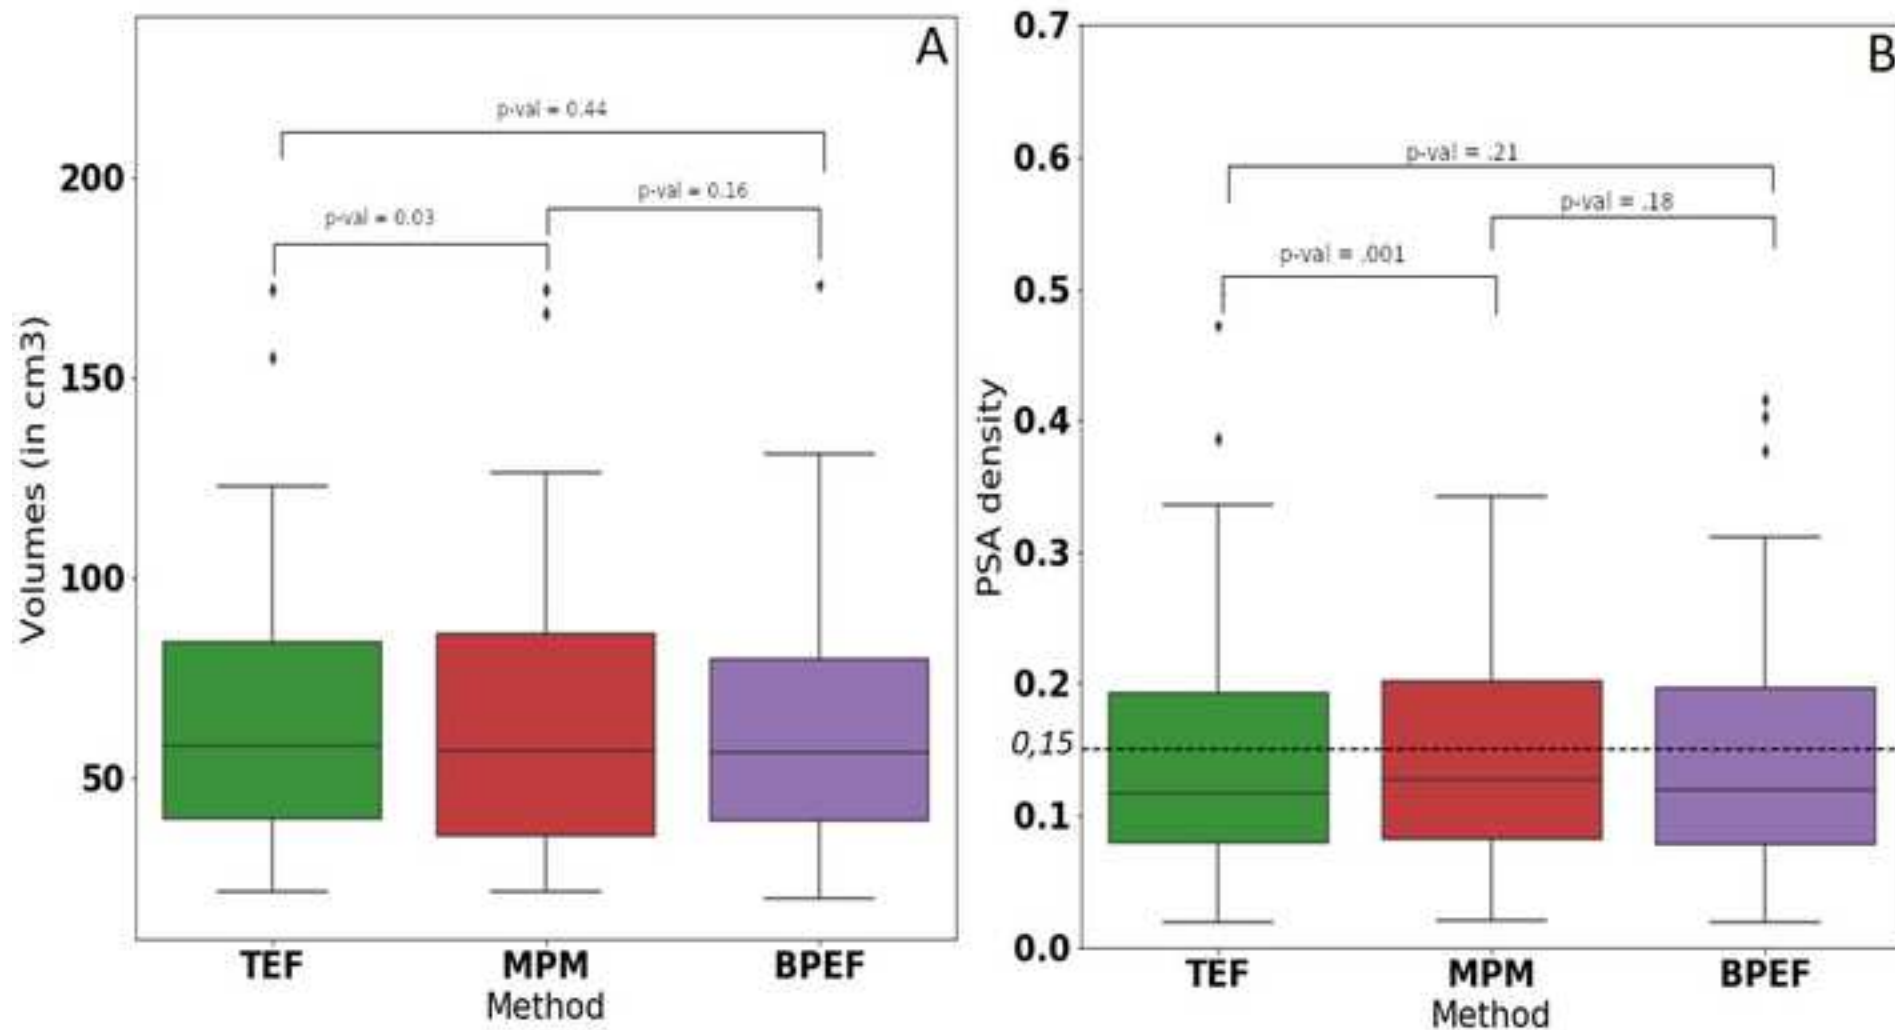 A
p-val = 0.44
p-val = 0.16
p-val = 0.03
200
150
100
50
Volumes (in cm3)
TEF MPM BPEF
Method
B
0.7
0.6
0.5
0.4
0.3
0.2
0,15
0.1
0.0
p-val = .21
p-val = .18
p-val = .001
PSA density
TEF MPM BPEF
Method